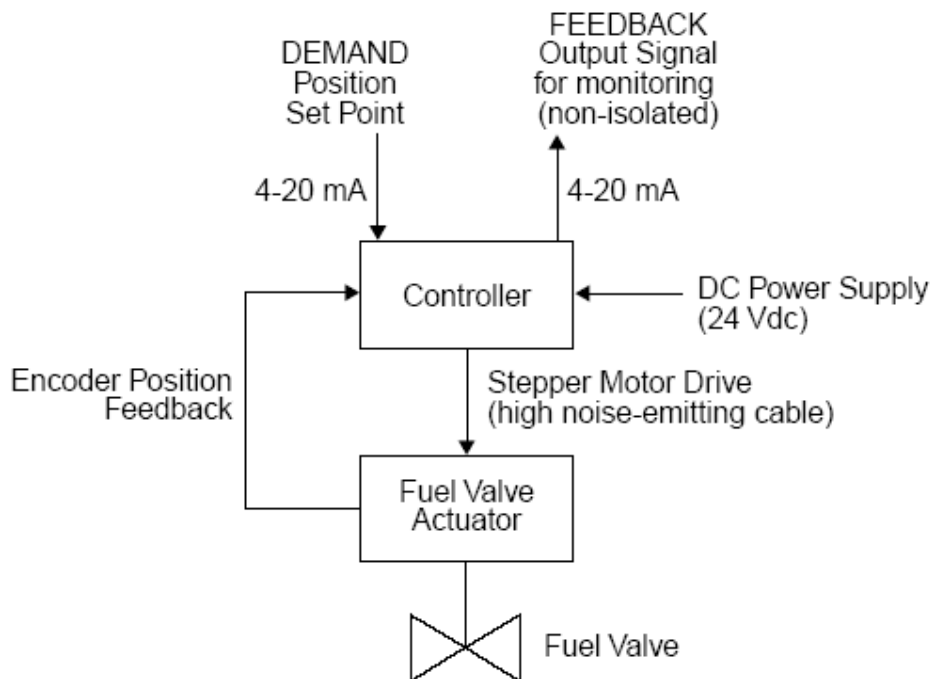 DEMAND
Position
Set Point
FEEDBACK
Output Signal
for monitoring
(non-isolated)
4-20 mA
4-20 mA
Controller
DC Power Supply
(24 Vdc)
Encoder Position
Feedback
Stepper Motor Drive
(high noise-emitting cable)
Fuel Valve
Actuator
Fuel Valve